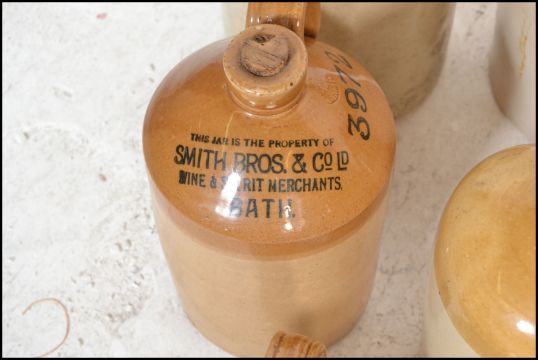 THIS JAR IS THE PROPERTY OF
SMITH BROS. & CO LD
WINE & SPIRIT MERCHANTS,
BATH.
3972